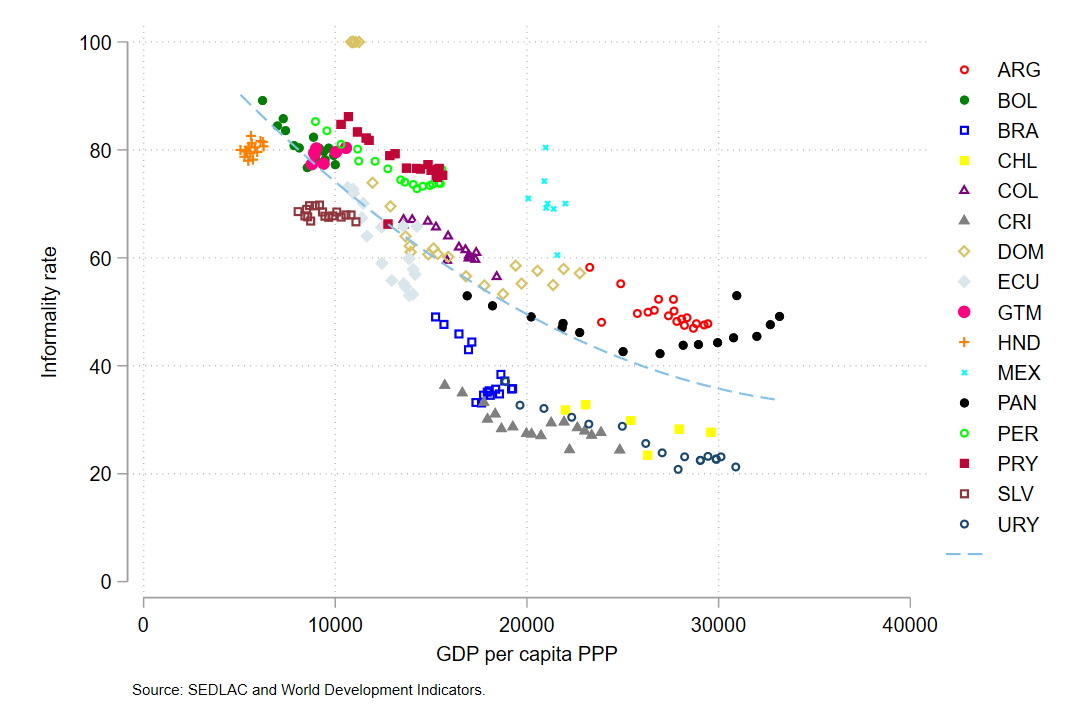 100
80
60
40
20
0
Informality rate
0 10000 20000 30000 40000
GDP per capita PPP
ARG
BOL
BRA
CHL
COL
CRI
DOM
ECU
GTM
HND
MEX
PAN
PER
PRY
SLV
URY
Source: SEDLAC and World Development Indicators.